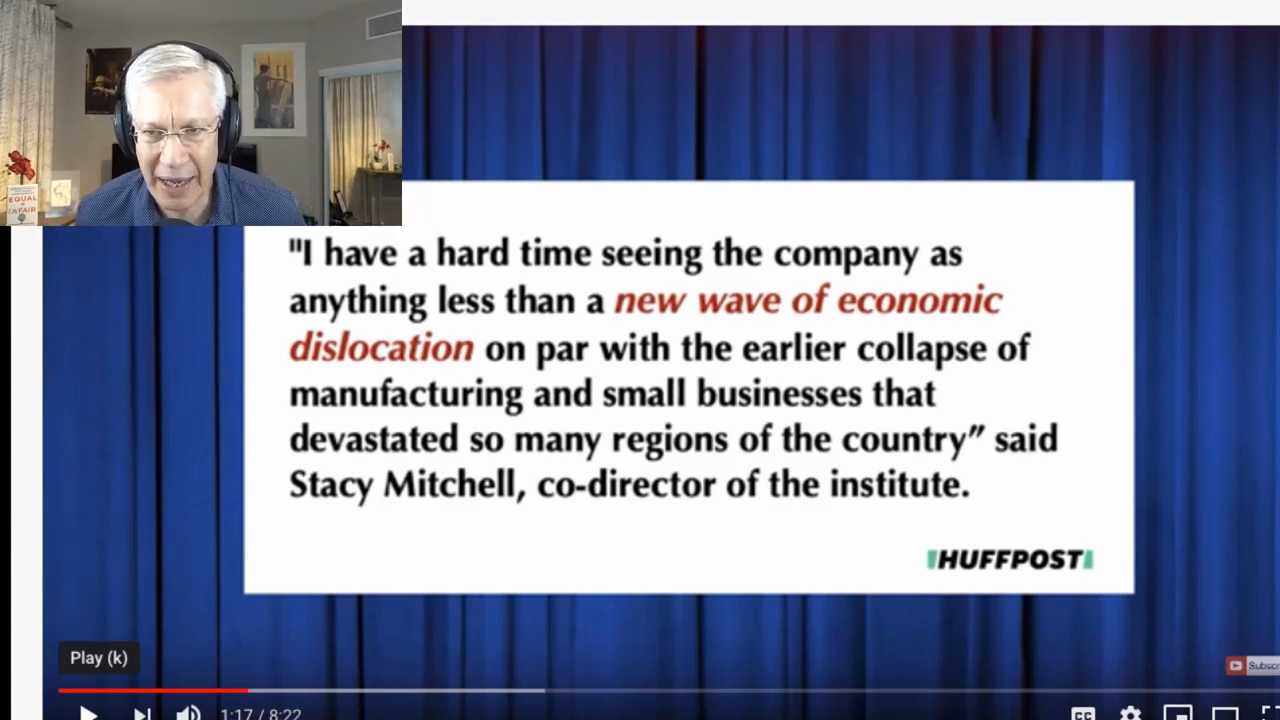 EQUAL
UNFAIR
"I have a hard time seeing the company as
anything less than a new wave of economic
dislocation on par with the earlier collapse of
manufacturing and small businesses that
devastated so many regions of the country” said
Stacy Mitchell, co-director of the institute.
HUFFPOST
Play (k)
1:17 / 8:22
CC